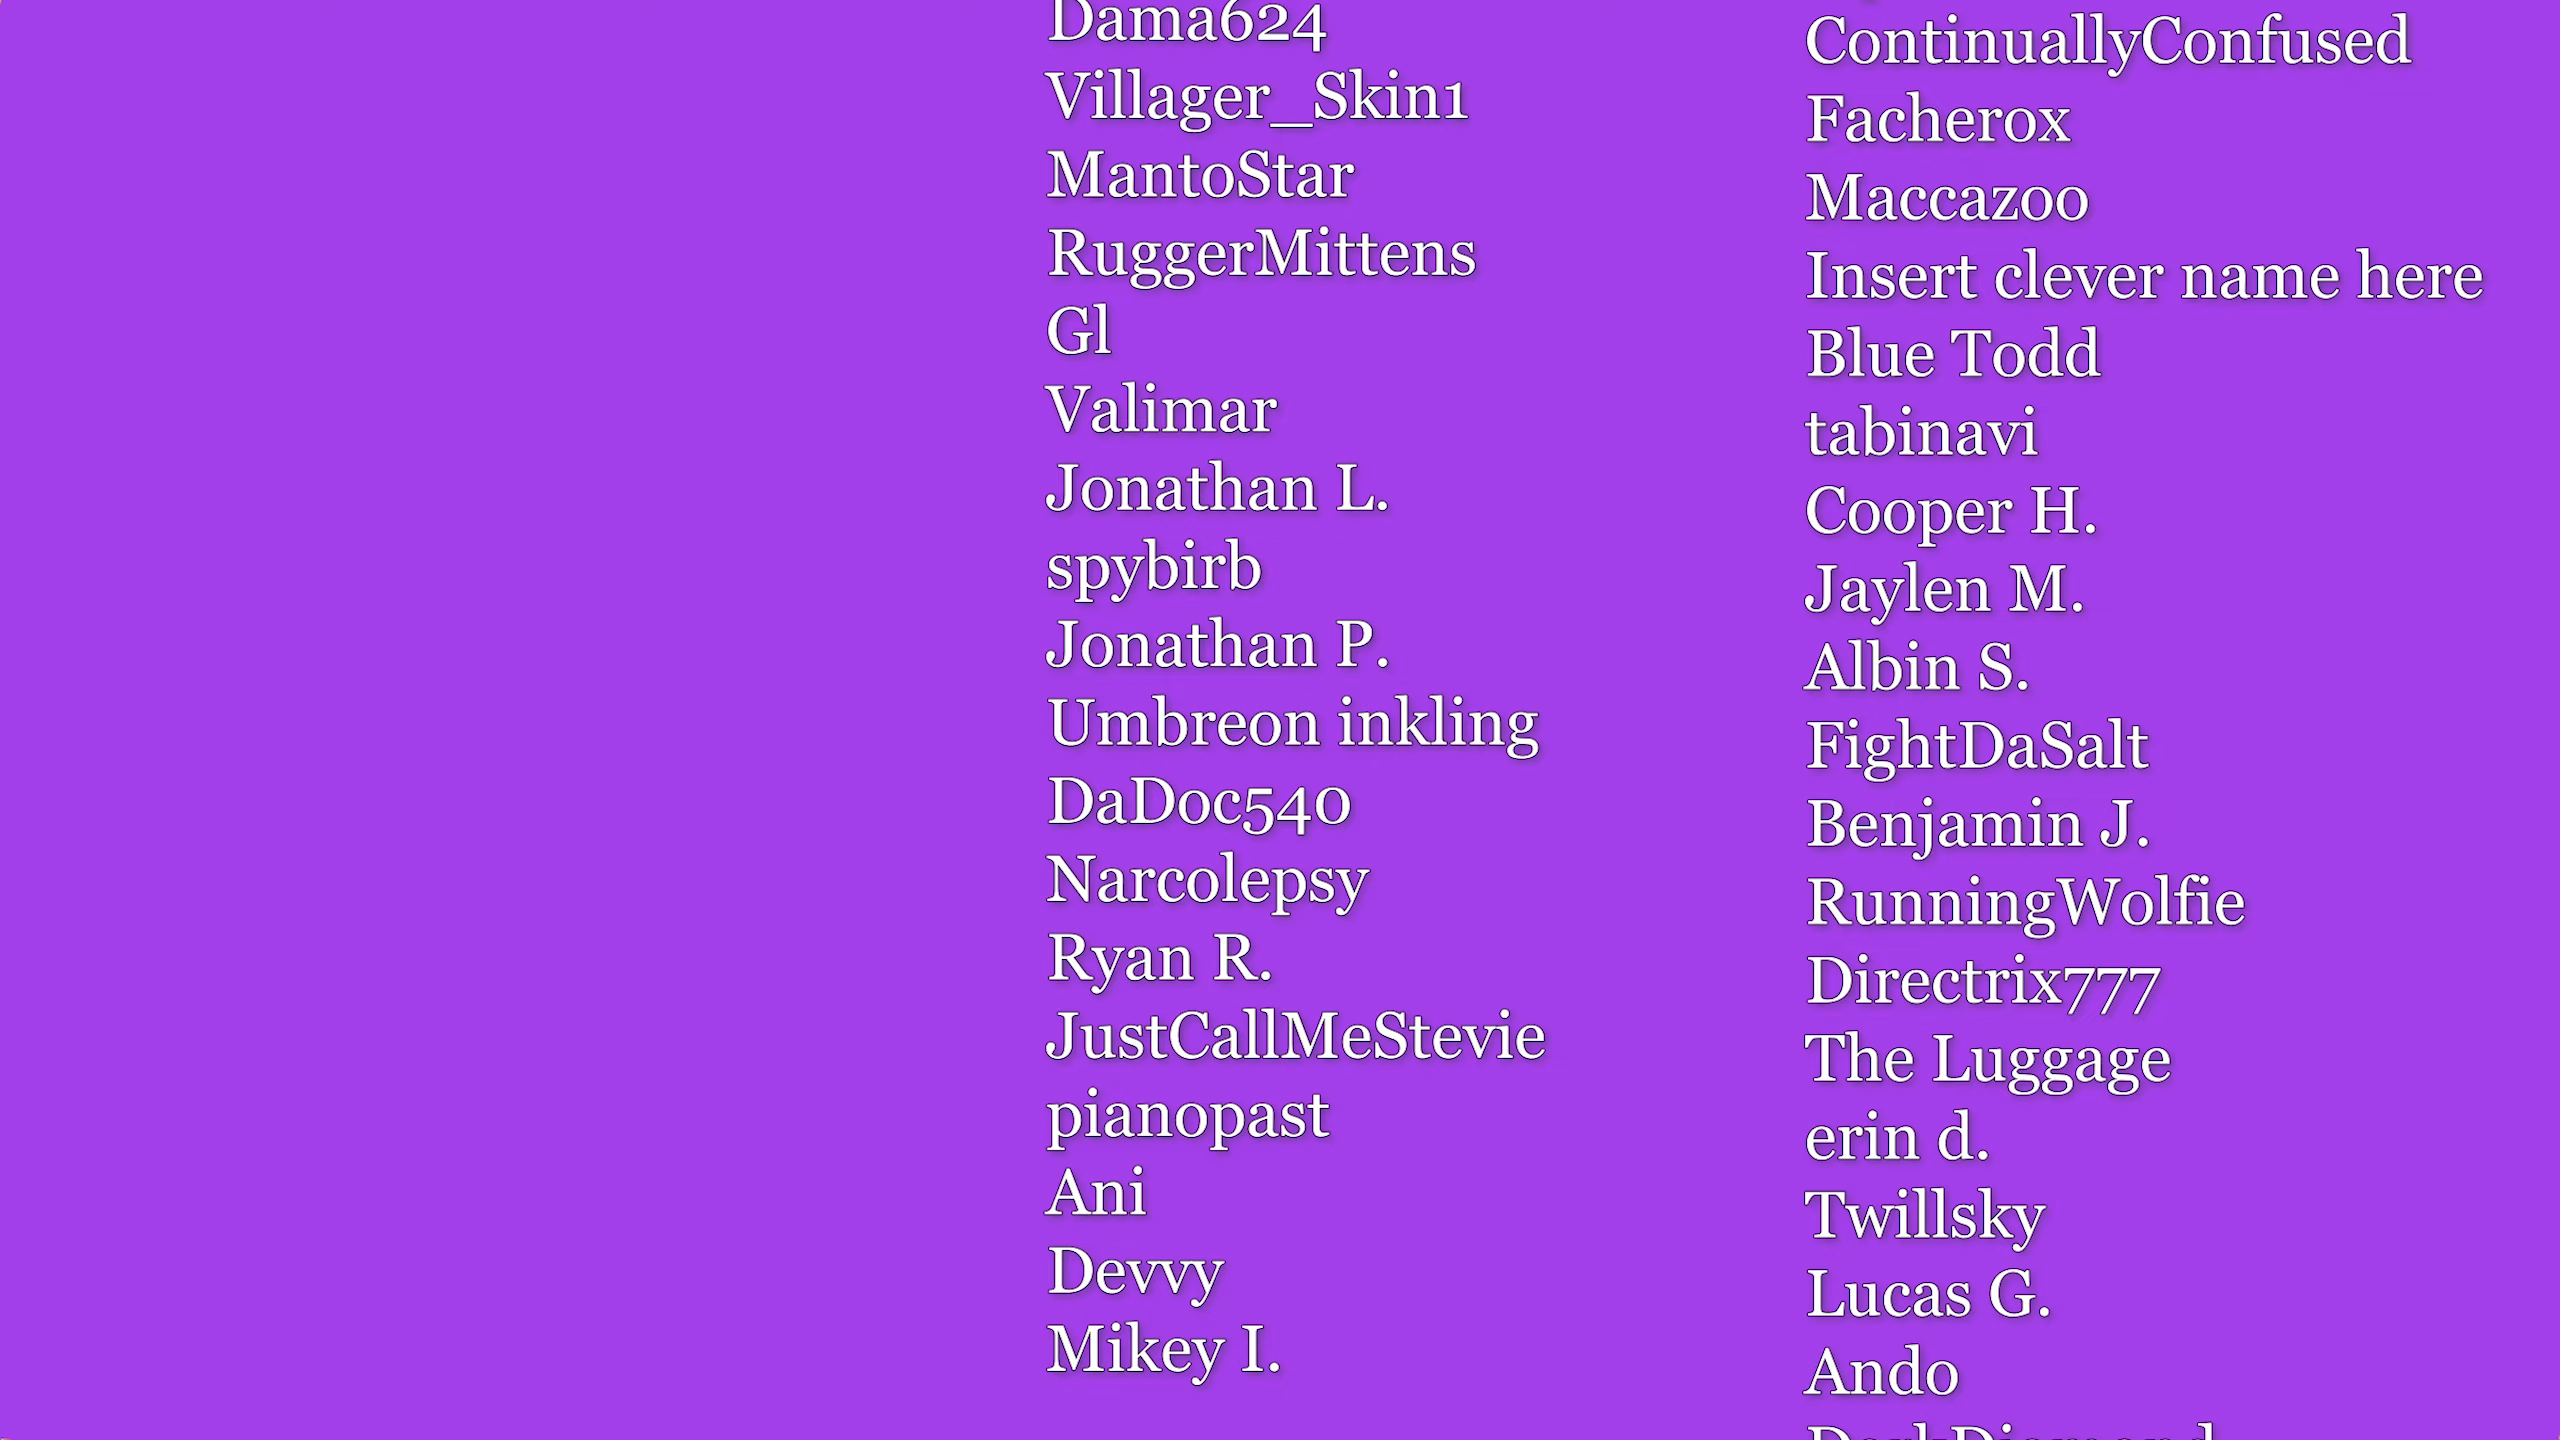 Dama624
Villager_Skin1
MantoStar
RuggerMittens
Gl
Valimar
Jonathan L.
spybirb
Jonathan P.
Umbreon inkling
DaDoc540
Narcolepsy
Ryan R.
JustCallMeStevie
pianopast
Ani
Devvy
Mikey I.
ContinuallyConfused
Facherox
Maccazoo
Insert clever name here
Blue Todd
tabinavi
Cooper H.
Jaylen M.
Albin S.
FightDaSalt
Benjamin J.
RunningWolfie
Directrix777
The Luggage
erin d.
Twillsky
Lucas G.
Ando